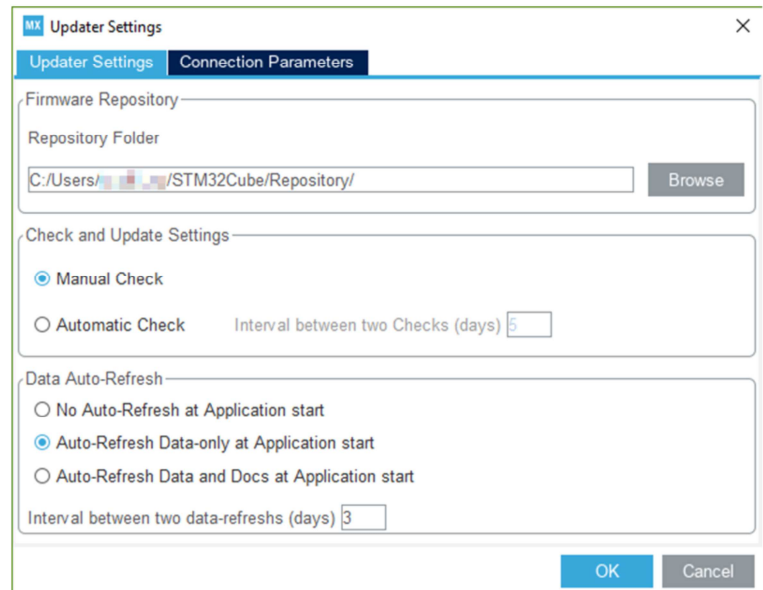 MX Updater Settings
Updater Settings Connection Parameters
Firmware Repository
Repository Folder
C:/Users/ /STM32Cube/Repository/ Browse
Check and Update Settings
Manual Check
Automatic Check Interval between two Checks (days) 5
Data Auto-Refresh
No Auto-Refresh at Application start
Auto-Refresh Data-only at Application start
Auto-Refresh Data and Docs at Application start
Interval between two data-refreshs (days) 3
OK Cancel